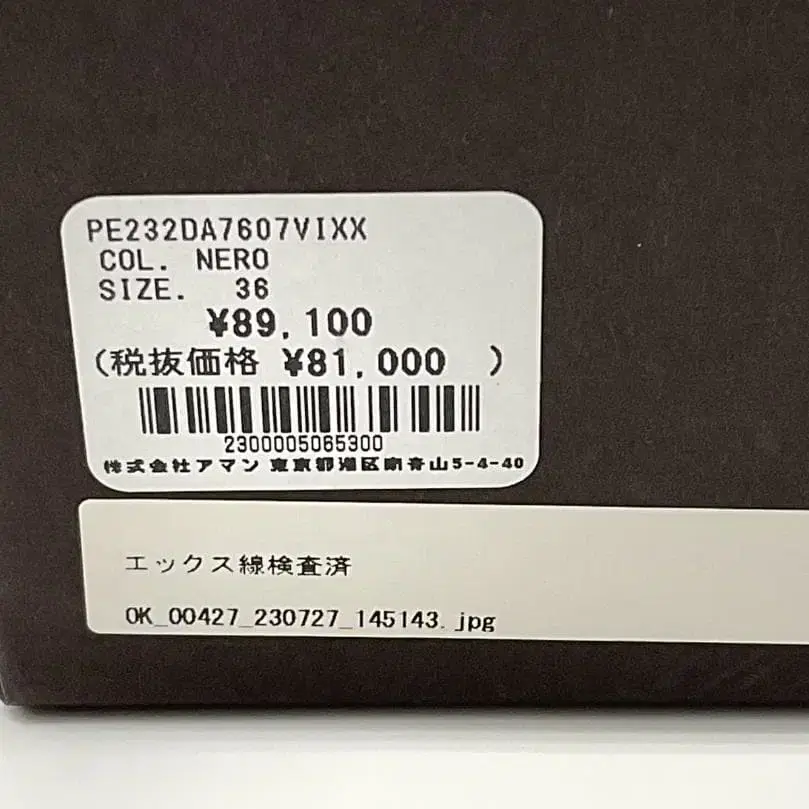 PE232DA7607VIXX
COL. NERO
SIZE. 36
¥89,100
(税抜価格 ¥81,000 )
2300005065300
株式会社アマン 東京都港区南青山5-4-40
エックス線検査済
OK_00427_230727_145143.jpg